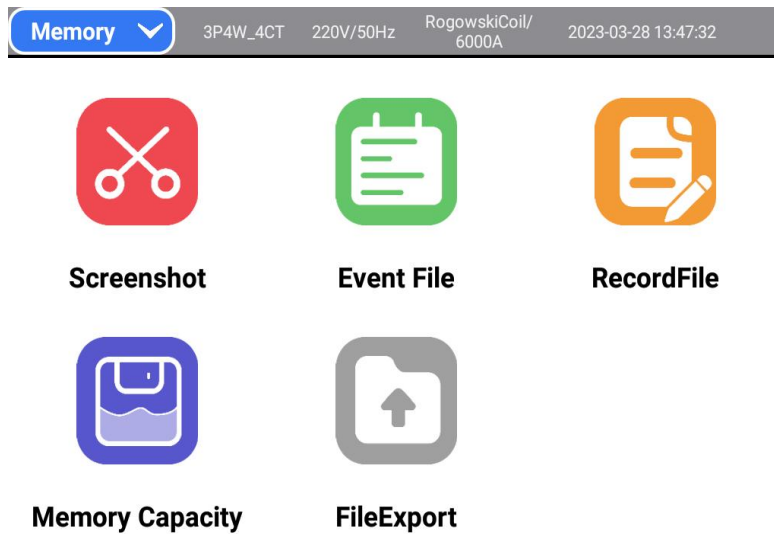 Memory
3P4W_4CT
220V/50Hz
RogowskiCoil/
6000A
2023-03-28 13:47:32
Screenshot
Event File
RecordFile
Memory Capacity
FileExport